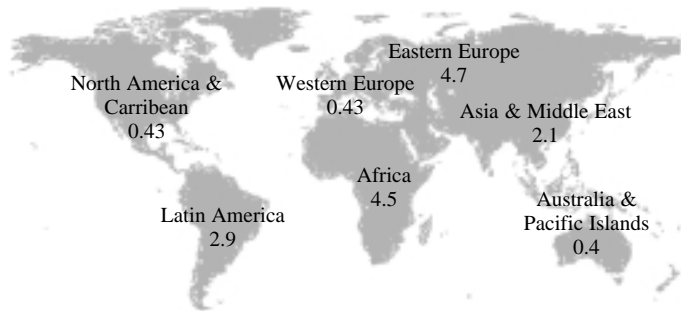 Eastern Europe
4.7
North America &
Carribean
0.43
Western Europe
0.43
Asia & Middle East
2.1
Africa
4.5
Latin America
2.9
Australia &
Pacific Islands
0.4